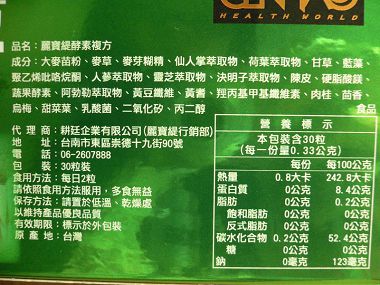 HEALTH WORLD
品名：麗寶緹酵素複方
成分：大麥苗粉、麥草、麥芽糊精、仙人掌萃取物、荷葉萃取物、甘草、藍藻、
聚乙烯吡咯烷酮、人蔘萃取物、靈芝萃取物、決明子萃取物、陳皮、硬脂酸鎂、
蔬果酵素、阿勃勒萃取物、黃豆纖維、黃耆、羥丙基甲基纖維素、肉桂、茴香、
烏梅、甜菜葉、乳酸菌、二氧化矽、丙二醇
食品
代理商：耕廷企業有限公司(麗寶緹行銷部)
地址：台南市東區崇德十九街90號
電話：06-2607888
包裝：30粒裝
食用方法：每日2粒
請依照食用方法服用，多食無益
保存方法：請置於低溫、乾燥處
以維持產品優良品質
有效期限：標示於外包裝
原產地：台灣
營養標示
本包裝含30粒
(每一份量0.33公克)
每份 每100公克
熱量 0.8大卡 242.8大卡
蛋白質 0公克 8.4公克
脂肪 0公克 0.2公克
飽和脂肪 0公克 0公克
反式脂肪 0公克 0公克
碳水化合物 0.2公克 52.4公克
糖 0公克 0公克
鈉 0毫克 123毫克